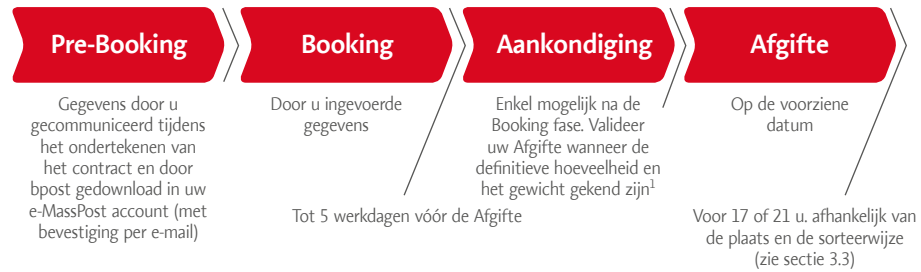 Pre-Booking
Booking
Aankondiging
Afgifte
Gegevens door u
gecommuniceerd tijdens
het ondertekenen van
het contract en door
bpost gedownload in uw
e-MassPost account (met
bevestiging per e-mail)
Door u ingevoerde
gegevens
Enkel mogelijk na de
Booking fase. Valideer
uw Afgifte wanneer de
definitieve hoeveelheid en
het gewicht gekend zijn¹
Op de voorziene
datum
Tot 5 werkdagen vóór de Afgifte
Voor 17 of 21 u. afhankelijk van
de plaats en de sorteerwijze
(zie sectie 3.3)